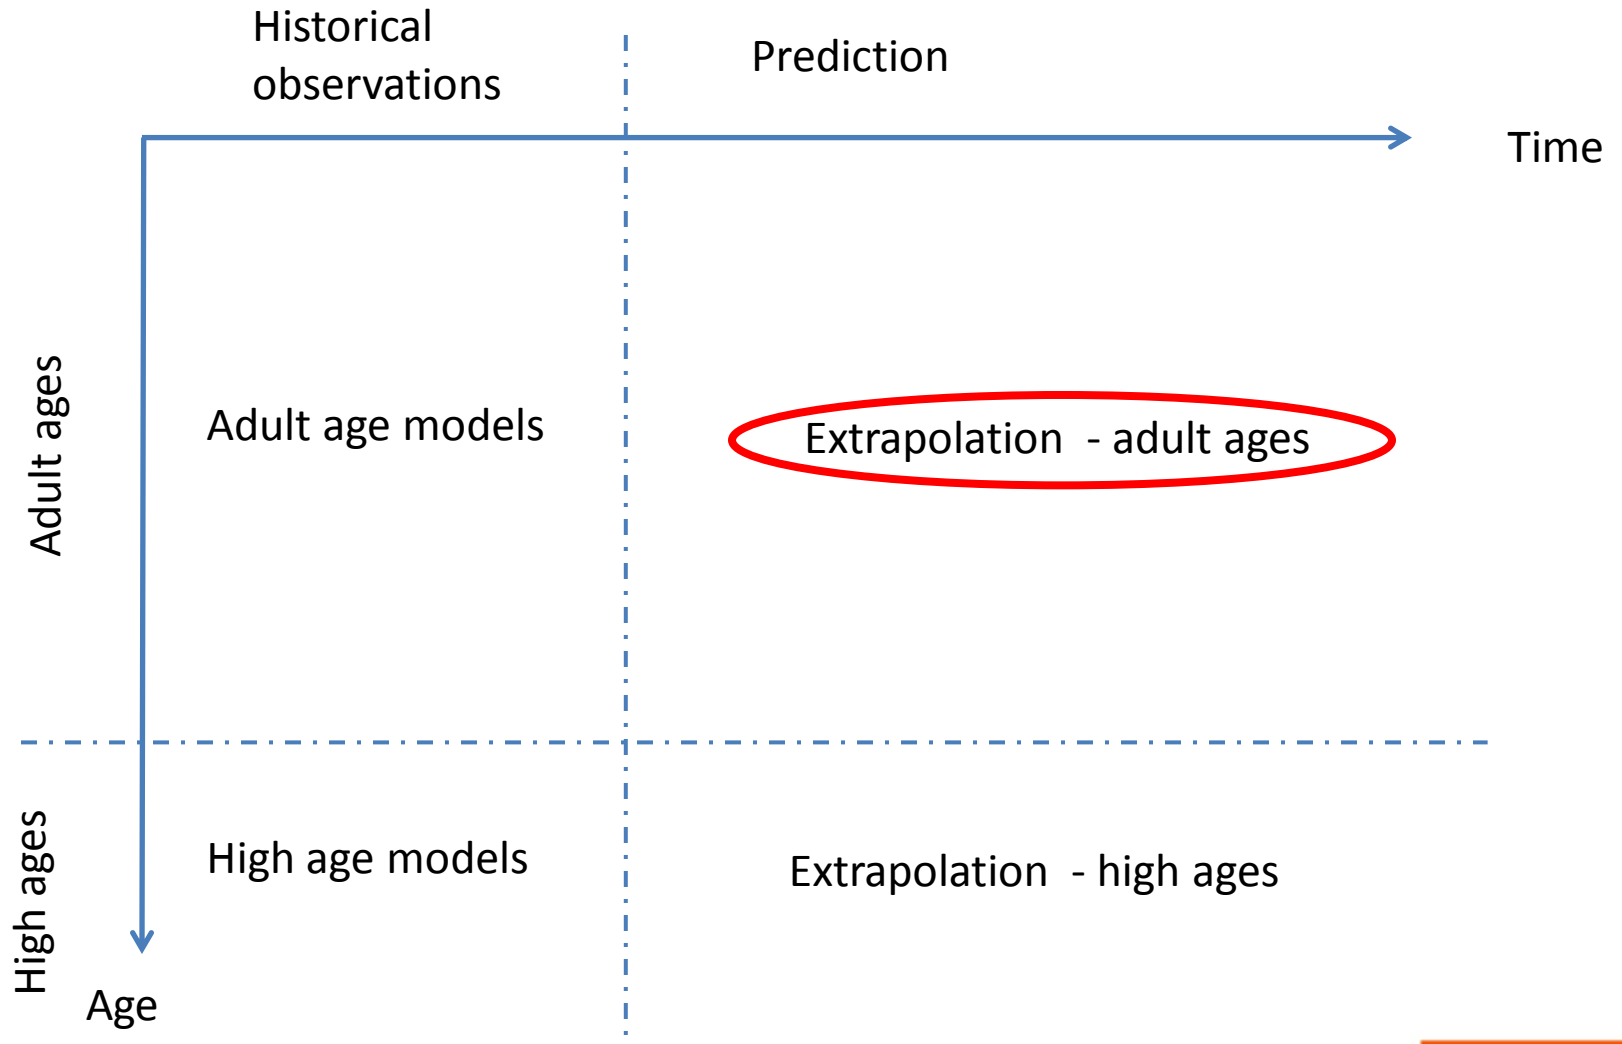 Historical
observations
Prediction
Time
Adult ages
Adult age models
Extrapolation - adult ages
High ages
High age models
Extrapolation - high ages
Age